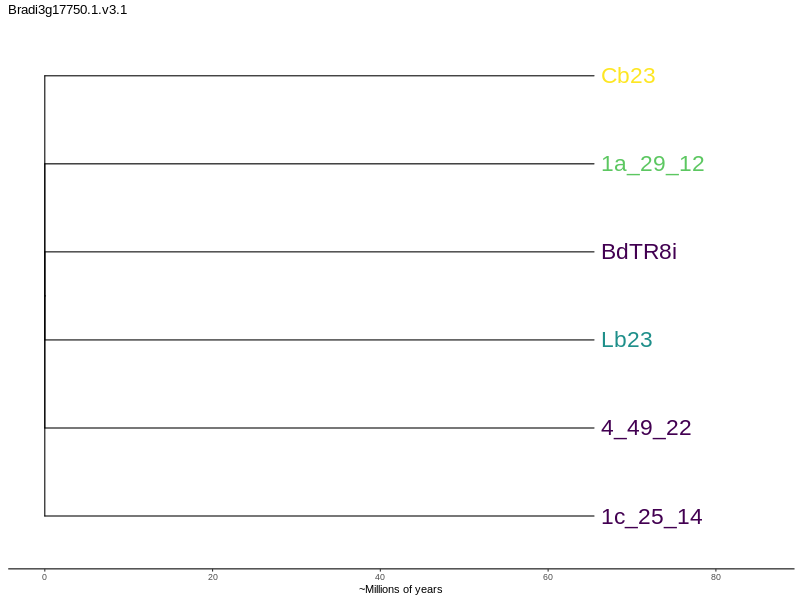 Bradi3g17750.1.v3.1
Cb23
1a_29_12
BdTR8i
Lb23
4_49_22
1c_25_14
0 20 40 60 80
~Millions of years